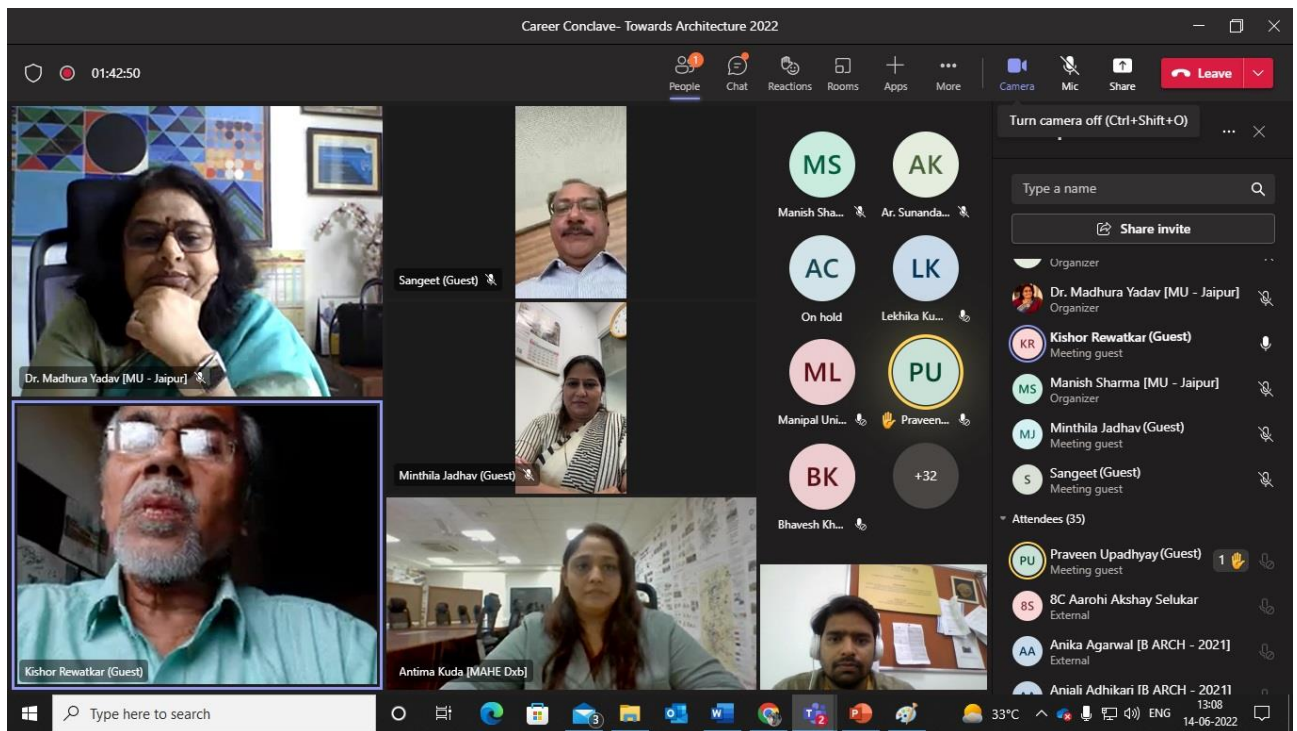 Career Conclave- Towards Architecture 2022
01:42:50
1
People
Chat
Reactions
Rooms
Apps
More
Camera
Mic
Share
Leave
Turn camera off (Ctrl+Shift+O)
Dr. Madhura Yadav [MU - Jaipur]
Kishor Rewatkar (Guest)
Sangeet (Guest)
Minthila Jadhav (Guest)
Antima Kuda [MAHE Dxb]
MS
Manish Sha...
AK
Ar. Sunanda...
AC
On hold
LK
Lekhika Ku...
ML
Manipal Uni...
PU
Praveen...
BK
Bhavesh Kh...
+32
Type a name
Share invite
Organizer
Dr. Madhura Yadav [MU - Jaipur]
Organizer
KR
Kishor Rewatkar (Guest)
Meeting guest
MS
Manish Sharma [MU - Jaipur]
Organizer
MJ
Minthila Jadhav (Guest)
Meeting guest
S
Sangeet (Guest)
Meeting guest
Attendees (35)
PU
Praveen Upadhyay (Guest)
1
Meeting guest
8S
8C Aarohi Akshay Selukar
External
AA
Anika Agarwal [B ARCH - 2021]
External
Anjali Adhikari [B ARCH - 2021]
Type here to search
3
2
33°C
ENG
13:08
14-06-2022